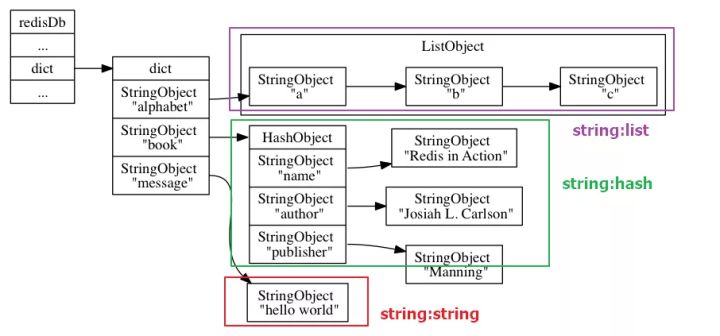 redisDb
...
dict
...
dict
StringObject
"alphabet"
StringObject
"book"
StringObject
"message"
ListObject
StringObject
"a"
StringObject
"b"
StringObject
"c"
string:list
HashObject
StringObject
"name"
StringObject
"author"
StringObject
"publisher"
StringObject
"Redis in Action"
StringObject
"Josiah L. Carlson"
StringObject
"Manning"
string:hash
StringObject
"hello world"
string:string